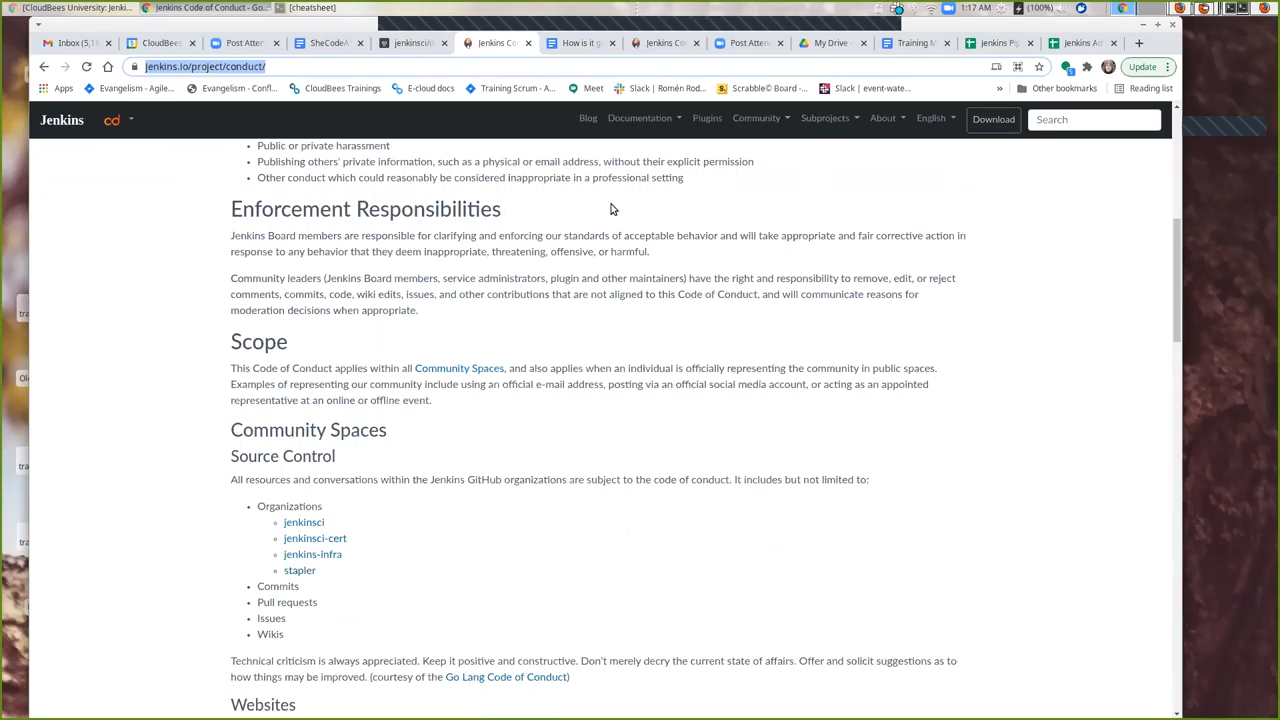 [CloudBees University: Jenki... Jenkins Code of Conduct - Go... [cheatsheet] (100%) 1:17 AM
Inbox (5,1 CloudBees Post Atten SheCodeA jenkinsci/d Jenkins Co How is it g Jenkins Co Post Atten My Drive Training M Jenkins Pip Jenkins Ad
jenkins.io/project/conduct/ Update
Apps Evangelism - Agile... Evangelism - Confl... CloudBees Trainings E-cloud docs Training Scrum - A... Meet Slack | Romén Rod... Scrabble© Board -... Slack | event-wate... » Other bookmarks Reading list
Jenkins cd Blog Documentation Plugins Community Subprojects About English Download Search
• Public or private harassment
• Publishing others' private information, such as a physical or email address, without their explicit permission
• Other conduct which could reasonably be considered inappropriate in a professional setting
Enforcement Responsibilities
Jenkins Board members are responsible for clarifying and enforcing our standards of acceptable behavior and will take appropriate and fair corrective action in
response to any behavior that they deem inappropriate, threatening, offensive, or harmful.
Community leaders (Jenkins Board members, service administrators, plugin and other maintainers) have the right and responsibility to remove, edit, or reject
comments, commits, code, wiki edits, issues, and other contributions that are not aligned to this Code of Conduct, and will communicate reasons for
moderation decisions when appropriate.
Scope
This Code of Conduct applies within all Community Spaces, and also applies when an individual is officially representing the community in public spaces.
Examples of representing our community include using an official e-mail address, posting via an official social media account, or acting as an appointed
representative at an online or offline event.
Community Spaces
Source Control
All resources and conversations within the Jenkins GitHub organizations are subject to the code of conduct. It includes but not limited to:
• Organizations
◦ jenkinsci
◦ jenkinsci-cert
◦ jenkins-infra
◦ stapler
• Commits
• Pull requests
• Issues
• Wikis
Technical criticism is always appreciated. Keep it positive and constructive. Don't merely decry the current state of affairs. Offer and solicit suggestions as to
how things may be improved. (courtesy of the Go Lang Code of Conduct)
Websites